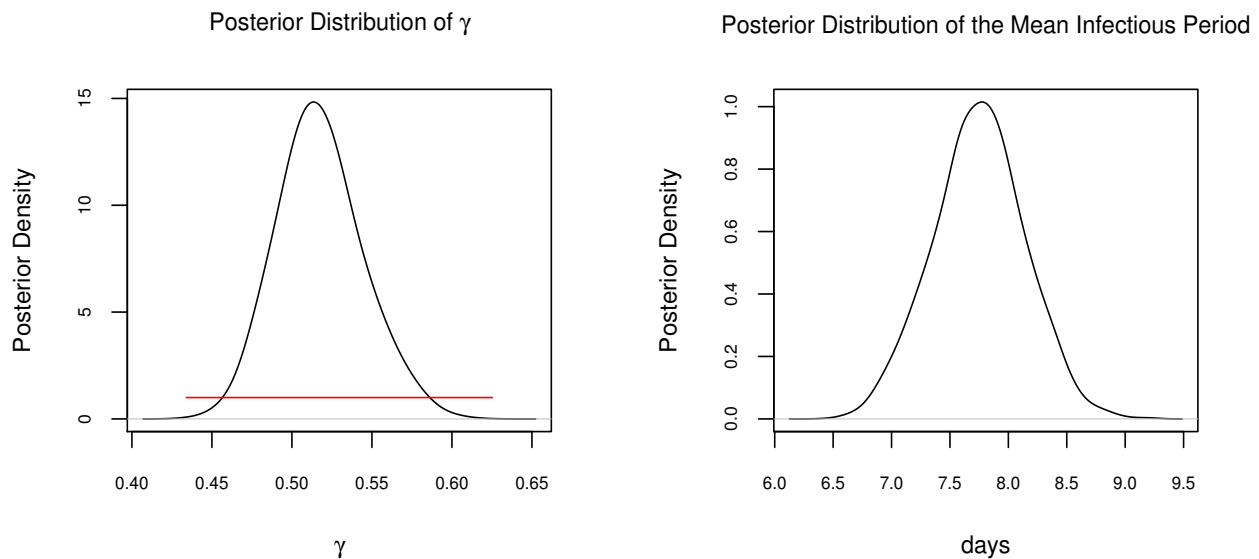 Posterior Distribution of γ
Posterior Density
15
10
5
0
0.40 0.45 0.50 0.55 0.60 0.65
γ
Posterior Distribution of the Mean Infectious Period
Posterior Density
1.0
0.8
0.6
0.4
0.2
0.0
6.0 6.5 7.0 7.5 8.0 8.5 9.0 9.5
days